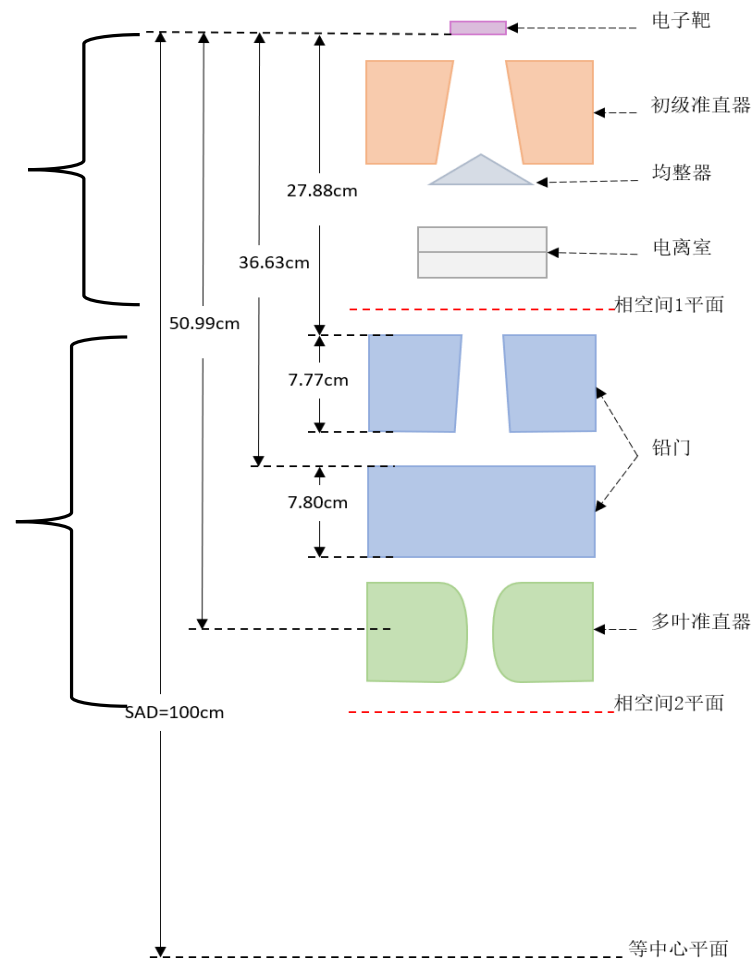 电子靶
初级准直器
均整器
27.88cm
电离室
36.63cm
相空间1平面
50.99cm
7.77cm
铅门
7.80cm
多叶准直器
相空间2平面
SAD=100cm
等中心平面